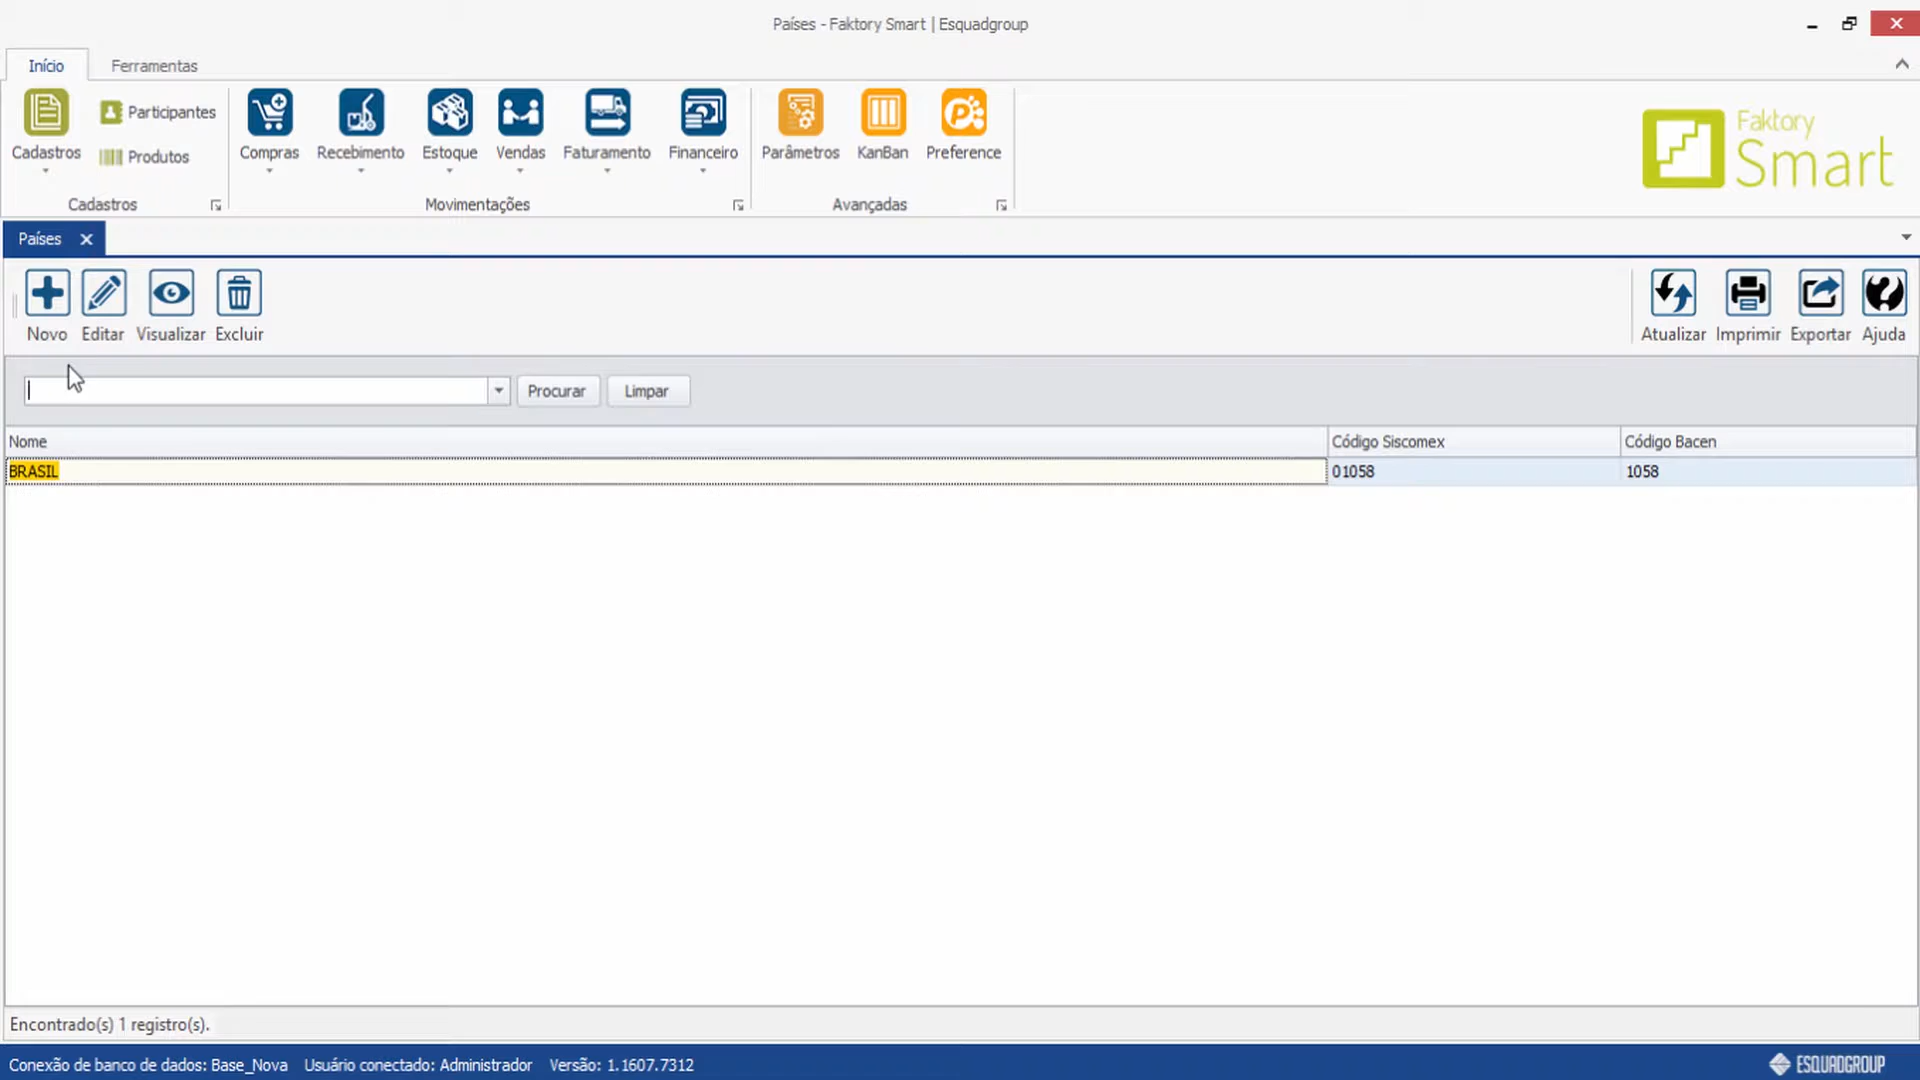 Países - Faktory Smart | Esquadgroup
Início Ferramentas
Cadastros
Participantes
Produtos
Cadastros
Compras Recebimento Estoque Vendas Faturamento Financeiro
Movimentações
Parâmetros KanBan Preference
Avançadas
Faktory
Smart
Países
Novo Editar Visualizar Excluir
Atualizar Imprimir Exportar Ajuda
Procurar Limpar
Nome Código Siscomex Código Bacen
BRASIL 01058 1058
Encontrado(s) 1 registro(s).
Conexão de banco de dados: Base_Nova Usuário conectado: Administrador Versão: 1.1607.7312
ESQUADGROUP